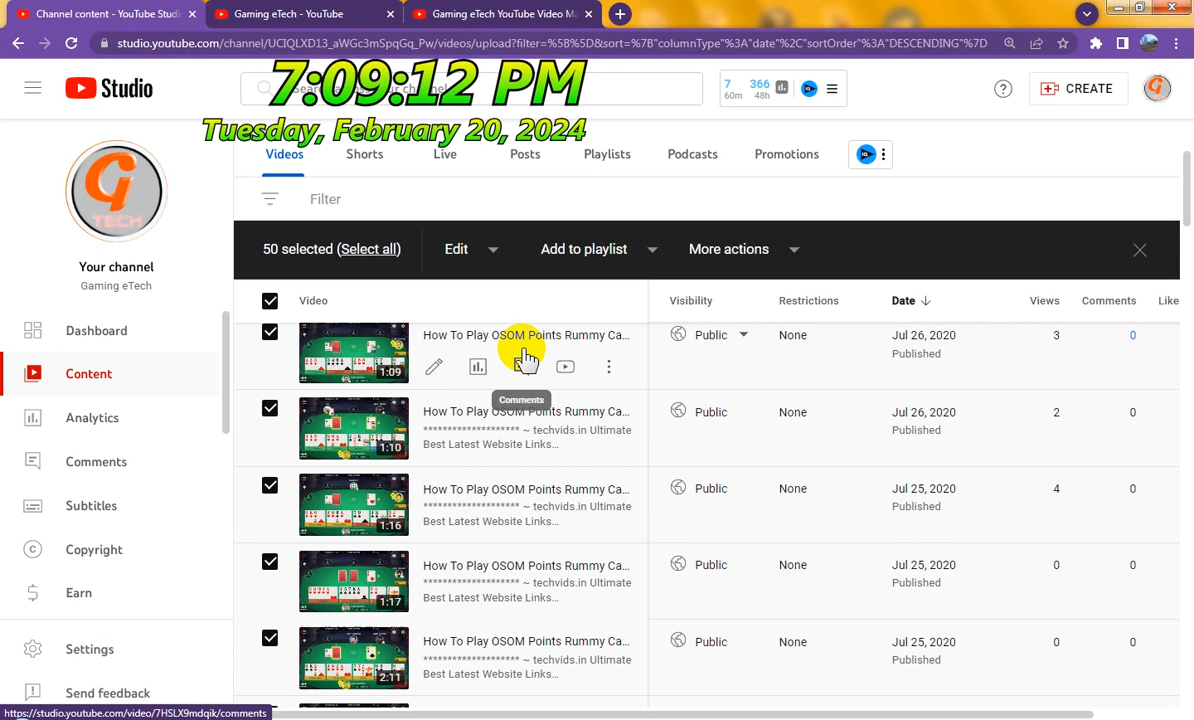 Channel content - YouTube Studi
Gaming eTech - YouTube
Gaming eTech YouTube Video Ma
studio.youtube.com/channel/UCIQLXD13_aWGc3mSpqGq_Pw/videos/upload?filter=%5B%5D&sort=%7B"columnType"%3A"date"%2C"sortOrder"%3A"DESCENDING"%7D
7:09:12 PM
Tuesday, February 20, 2024
Studio
7 366
60m 48h
IQ
CREATE
G
G
TECH
Your channel
Gaming eTech
Dashboard
Content
Analytics
Comments
Subtitles
Copyright
Earn
Settings
Send feedback
Videos Shorts Live Posts Playlists Podcasts Promotions IQ
Filter
50 selected (Select all) Edit Add to playlist More actions
Video Visibility Restrictions Date Views Comments Like
How To Play OSOM Points Rummy Ca... Public None Jul 26, 2020 3 0
Published
1:09
Comments
How To Play OSOM Points Rummy Ca... Public None Jul 26, 2020 2 0
******************** ~ techvids.in Ultimate Published
Best Latest Website Links...
1:10
How To Play OSOM Points Rummy Ca... Public None Jul 25, 2020 4 0
******************** ~ techvids.in Ultimate Published
Best Latest Website Links...
1:16
How To Play OSOM Points Rummy Ca... Public None Jul 25, 2020 0 0
******************** ~ techvids.in Ultimate Published
Best Latest Website Links...
1:17
How To Play OSOM Points Rummy Ca... Public None Jul 25, 2020 0 0
******************** ~ techvids.in Ultimate Published
Best Latest Website Links...
2:11
https://studio.youtube.com/video/7HSLX9mdqik/comments